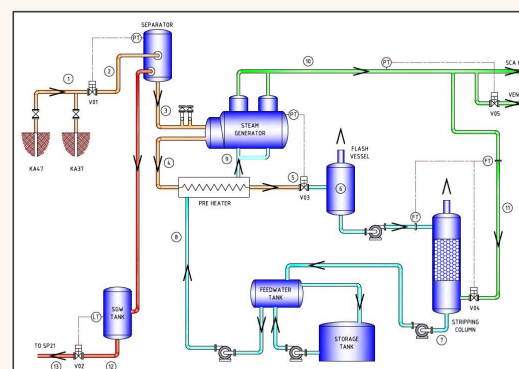 SEPARATOR
10
PT
PT
SCA
1
PT
2
V01
VEN
V05
3
STEAM
GENERATOR
PT
FLASH
VESSEL
KA47
KA37
4
9
FT
5
6
PRE HEATER
V03
FT
11
8
FEEDWATER
TANK
SGW
TANK
V04
LT
STORAGE
TANK
7
STRIPPING
COLUMN
TO SP21
V02
13
12